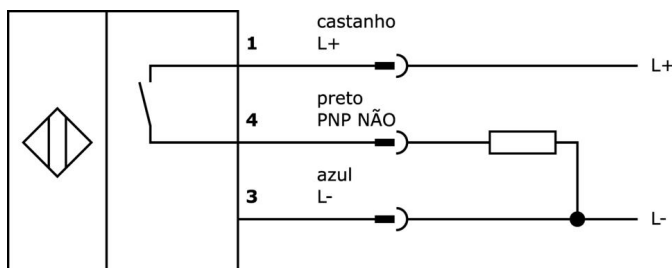 castanho
1 L+ L+
preto
4 PNP NÃO
azul
3 L- L-